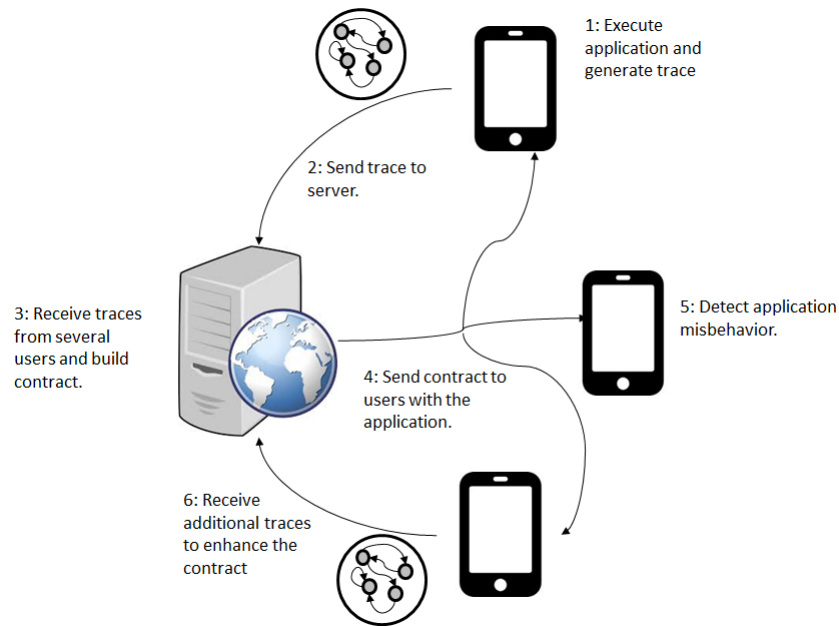 1: Execute
application and
generate trace
2: Send trace to
server.
3: Receive traces
from several
users and build
contract.
4: Send contract to
users with the
application.
5: Detect application
misbehavior.
6: Receive
additional traces
to enhance the
contract